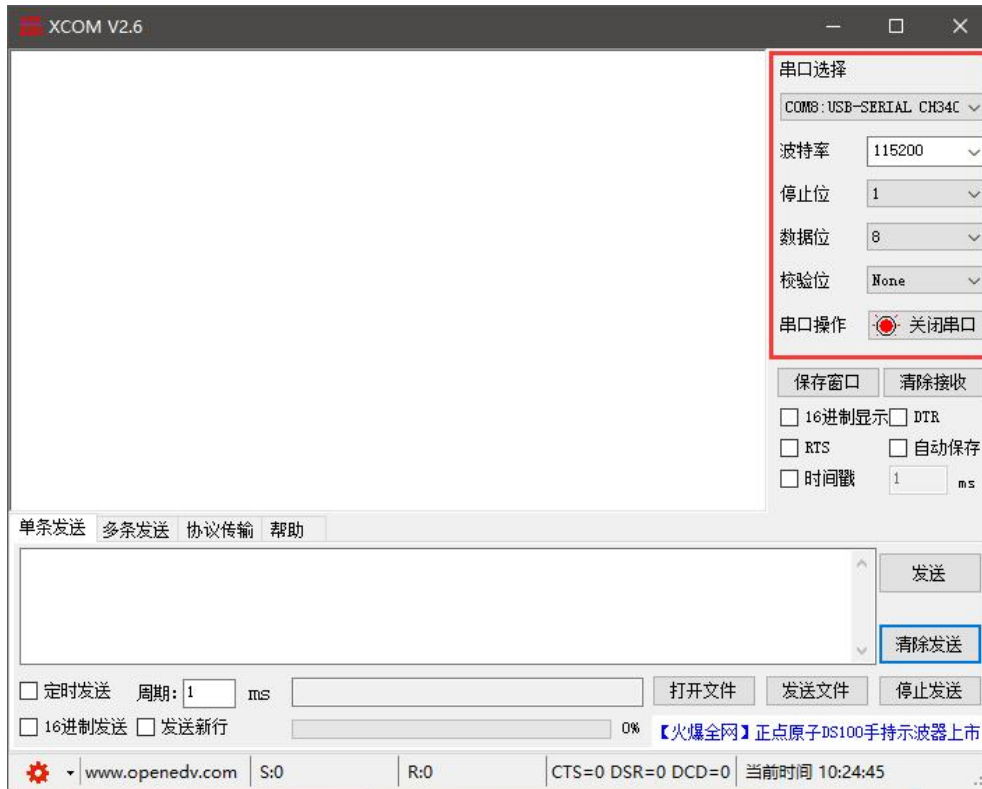 XCOM V2.6
串口选择
COM8:USB-SERIAL CH34C
波特率 115200
停止位 1
数据位 8
校验位 None
串口操作 关闭串口
保存窗口 清除接收
16进制显示 DTR
RTS 自动保存
时间戳 1 ms
单条发送 多条发送 协议传输 帮助
发送
清除发送
定时发送 周期: 1 ms 打开文件 发送文件 停止发送
16进制发送 发送新行 0% 【火爆全网】正点原子DS100手持示波器上市
www.openedv.com S:0 R:0 CTS=0 DSR=0 DCD=0 当前时间 10:24:45